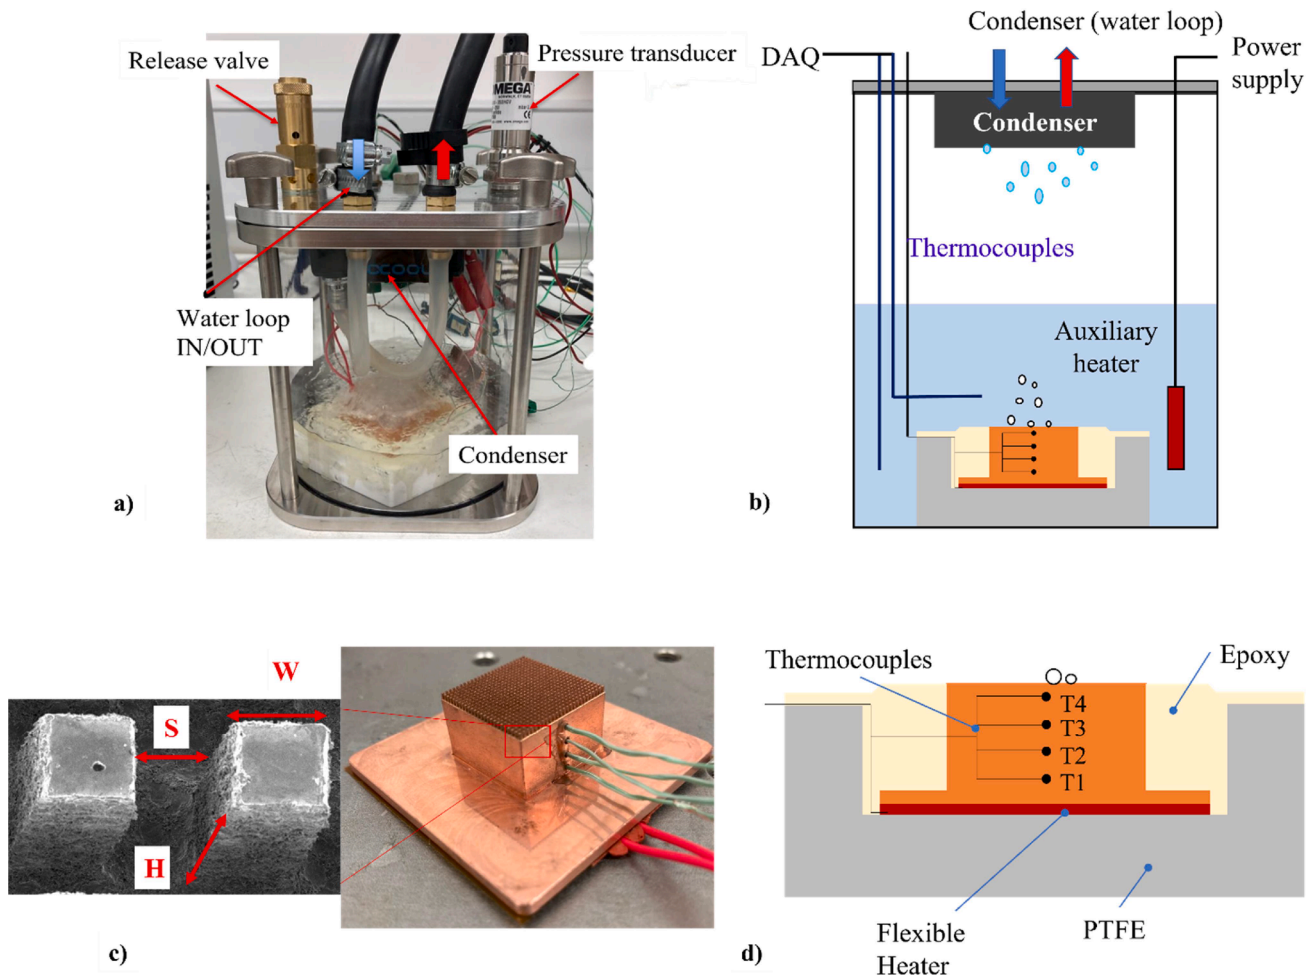 Release valve
Pressure transducer
OMEGA
Water loop
IN/OUT
Condenser
a)
Condenser (water loop)
DAQ
Power
supply
Condenser
Thermocouples
Auxiliary
heater
b)
W
S
H
c)
Thermocouples
Epoxy
T4
T3
T2
T1
Flexible
Heater
PTFE
d)